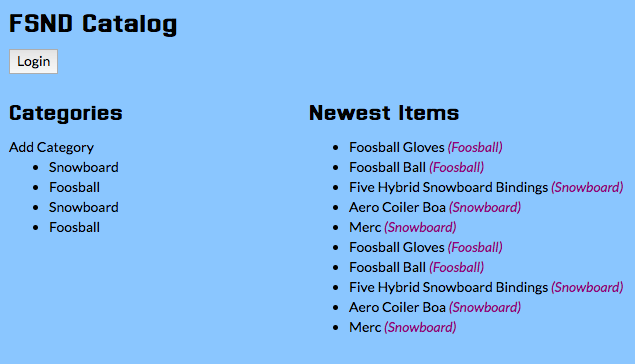 FSND Catalog
Login
Categories
Add Category
Snowboard
Foosball
Snowboard
Foosball
Newest Items
Foosball Gloves (Foosball)
Foosball Ball (Foosball)
Five Hybrid Snowboard Bindings (Snowboard)
Aero Coiler Boa (Snowboard)
Merc (Snowboard)
Foosball Gloves (Foosball)
Foosball Ball (Foosball)
Five Hybrid Snowboard Bindings (Snowboard)
Aero Coiler Boa (Snowboard)
Merc (Snowboard)